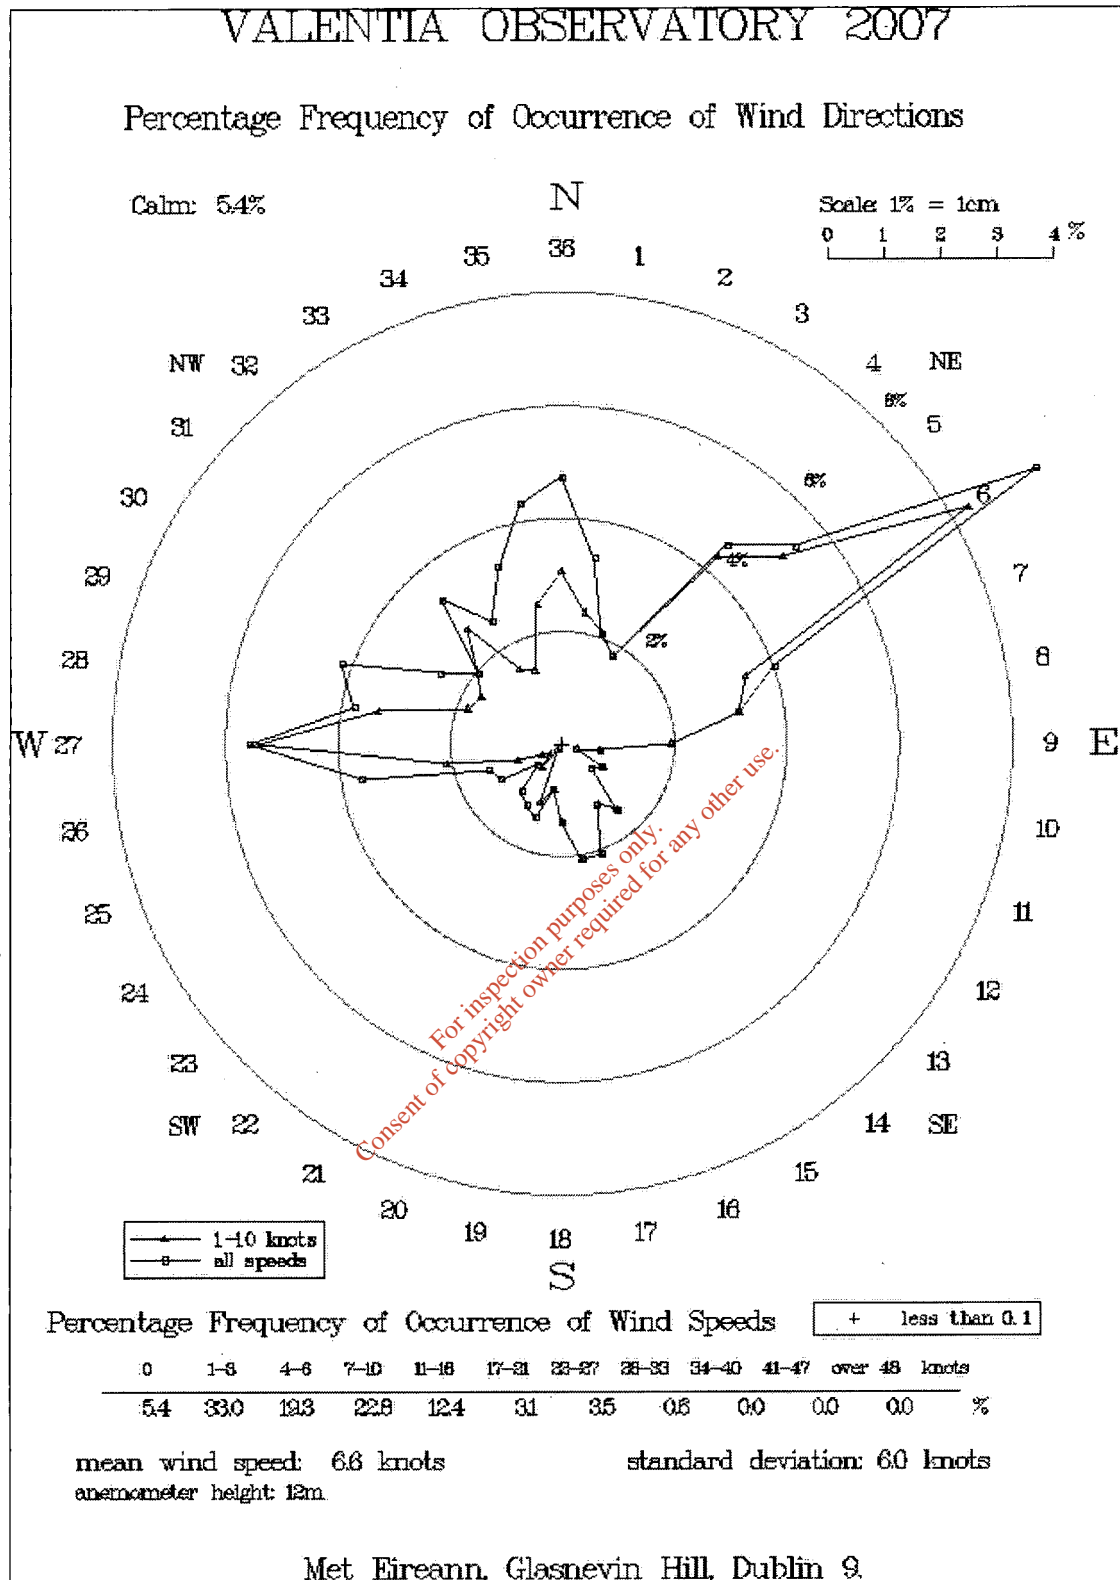 VALENTIA OBSERVATORY 2007
Percentage Frequency of Occurrence of Wind Directions
Calm: 5.4%
N
Scale: 1% = 1cm
0 1 2 3 4 %
36
35 1
34 2
33 3
NW 32 4 NE
8%
31 5
6%
30 6
4%
29 7
2%
28 8
W 27 9 E
26 10
25 11
24 12
23 13
SW 22 14 SE
21 15
20 16
19 18 17
S
For inspection purposes only.
Consent of copyright owner required for any other use.
1-10 knots
all speeds
Percentage Frequency of Occurrence of Wind Speeds
+ less than 0.1
0 1-3 4-6 7-10 11-16 17-21 22-27 28-33 34-40 41-47 over 48 knots
5.4 33.0 19.3 22.8 12.4 3.1 3.5 0.6 0.0 0.0 0.0 %
mean wind speed: 6.6 knots standard deviation: 6.0 knots
anemometer height: 12m
Met Eireann, Glasnevin Hill, Dublin 9.